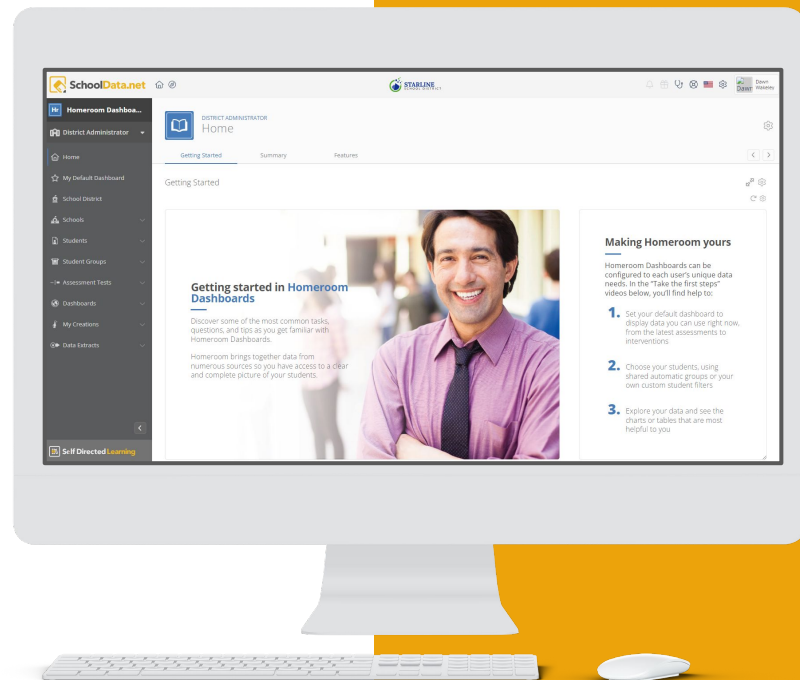 SchoolData.net
STARLINE
SCHOOL DISTRICT
Dawn
Dawn
Wakeley
Hr Homeroom Dashboa...
District Administrator
Home
My Default Dashboard
School District
Schools
Students
Student Groups
Assessment Tests
Dashboards
My Creations
Data Extracts
Self Directed Learning
DISTRICT ADMINISTRATOR
Home
Getting Started Summary Features
Getting Started
Getting started in Homeroom
Dashboards
Discover some of the most common tasks,
questions, and tips as you get familiar with
Homeroom Dashboards.
Homeroom brings together data from
numerous sources so you have access to a clear
and complete picture of your students.
Making Homeroom yours
Homeroom Dashboards can be
configured to each user's unique data
needs. In the "Take the first steps"
videos below, you'll find help to:
1. Set your default dashboard to
display data you can use right now,
from the latest assessments to
interventions
2. Choose your students, using
shared automatic groups or your
own custom student filters
3. Explore your data and see the
charts or tables that are most
helpful to you